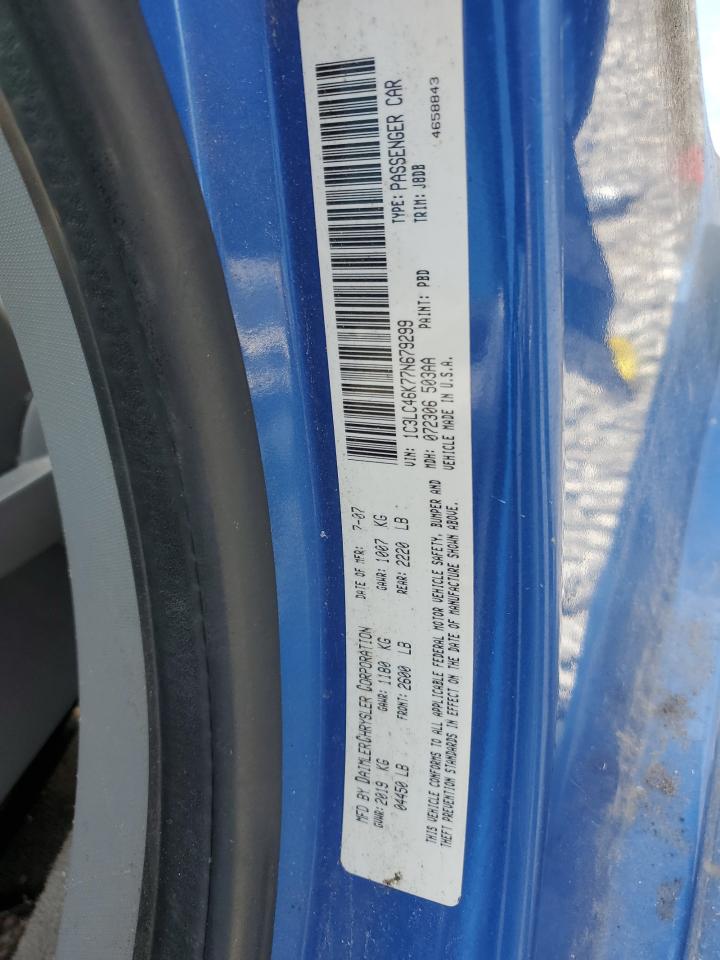 MFD BY DAIMLERCHRYSLER CORPORATION DATE OF MFR: 7-07
GVWR: 2019 KG GAWR: 1180 KG GAWR: 1007 KG
04450 LB FRONT: 2600 LB REAR: 2220 LB
THIS VEHICLE CONFORMS TO ALL APPLICABLE FEDERAL MOTOR VEHICLE SAFETY, BUMPER AND
THEFT PREVENTION STANDARDS IN EFFECT ON THE DATE OF MANUFACTURE SHOWN ABOVE.
VIN: 1C3LC46K77N679299 TYPE: PASSENGER CAR
MDH: 072306 503AA PAINT: PBD TRIM: J8DB
VEHICLE MADE IN U.S.A. 4658843